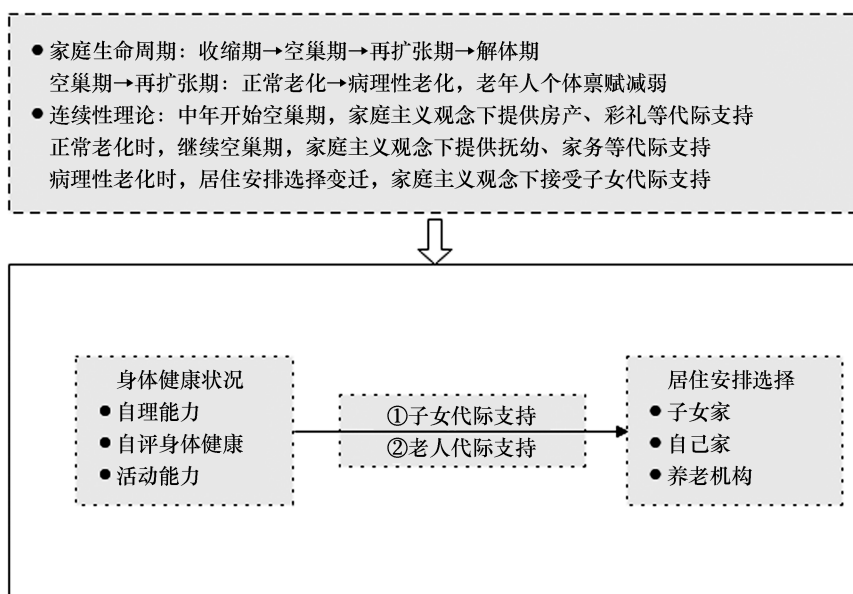 ● 家庭生命周期：收缩期→空巢期→再扩张期→解体期
空巢期→再扩张期：正常老化→病理性老化，老年人个体禀赋减弱
● 连续性理论：中年开始空巢期，家庭主义观念下提供房产、彩礼等代际支持
正常老化时，继续空巢期，家庭主义观念下提供抚幼、家务等代际支持
病理性老化时，居住安排选择变迁，家庭主义观念下接受子女代际支持
身体健康状况
● 自理能力
● 自评身体健康
● 活动能力
①子女代际支持
②老人代际支持
居住安排选择
● 子女家
● 自己家
● 养老机构